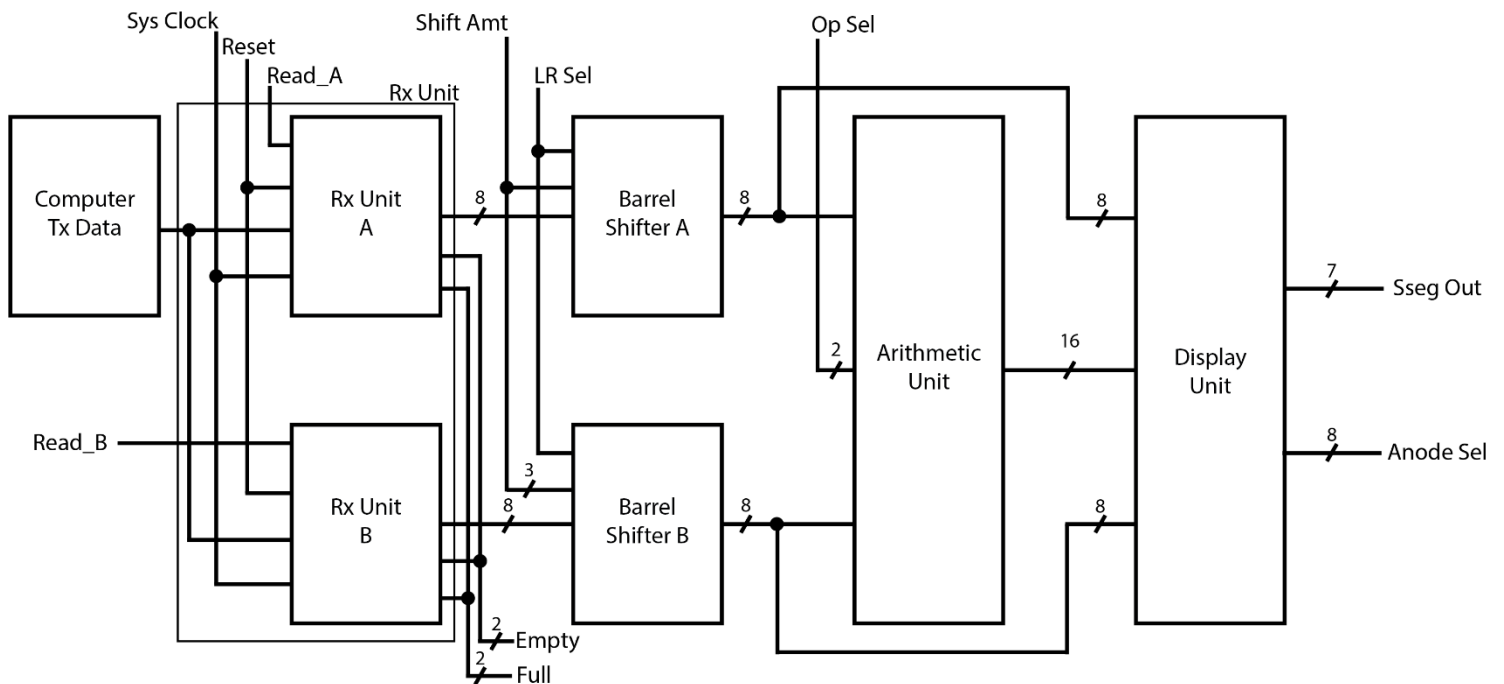 Sys Clock
Reset
Read_A
Rx Unit
Shift Amt
LR Sel
Op Sel
Computer
Tx Data
Rx Unit
A
8
Barrel
Shifter A
8
8
7
Sseg Out
2
Arithmetic
Unit
16
Display
Unit
Read_B
Rx Unit
B
3
8
Barrel
Shifter B
8
8
8
Anode Sel
2
Empty
2
Full